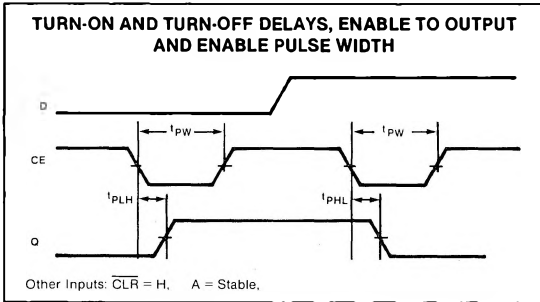 TURN-ON AND TURN-OFF DELAYS, ENABLE TO OUTPUT
AND ENABLE PULSE WIDTH
D
tPW
tPW
CE
tPLH
tPHL
Q
Other Inputs: C̅L̅R̅ = H, A = Stable,